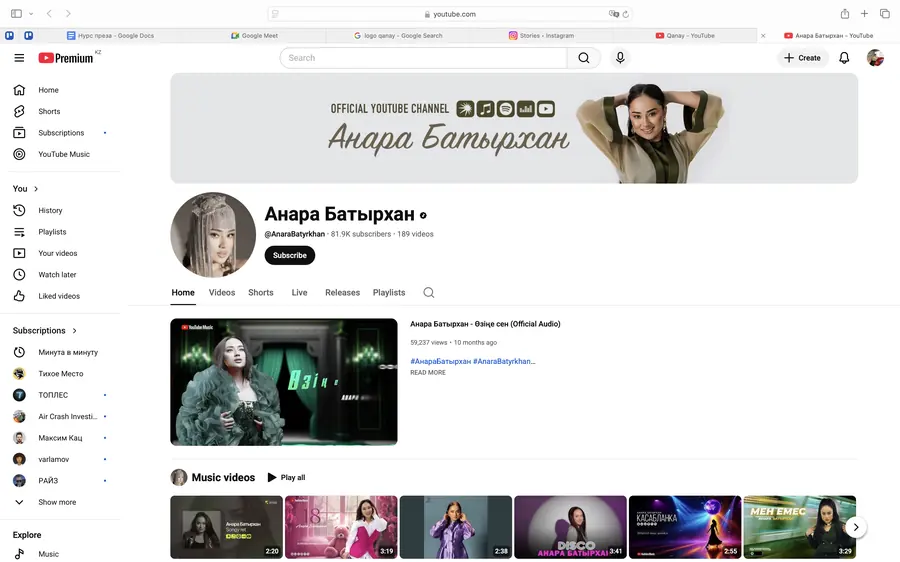 youtube.com
Нурс преза - Google Docs
Google Meet
logo qanay - Google Search
Stories • Instagram
Qanay - YouTube
Анара Батырхан - YouTube
Premium KZ
Search
Create
Home
Shorts
Subscriptions
YouTube Music
You
History
Playlists
Your videos
Watch later
Liked videos
Subscriptions
Минута в минуту
Тихое Место
ТОПЛЕС
Air Crash Investi...
Максим Кац
varlamov
РАЙЗ
Show more
Explore
Music
OFFICIAL YOUTUBE CHANNEL
Анара Батырхан
Анара Батырхан
@AnaraBatyrkhan · 81.9K subscribers · 189 videos
Subscribe
Home Videos Shorts Live Releases Playlists
YouTube Music
Өзіңе
Анара Батырхан - Өзіңе сен (Official Audio)
59,237 views • 10 months ago
#АнараБатырхан #AnaraBatyrkhan...
READ MORE
Music videos
Play all
Анара Батырхан
2:20
18
3:19
2:38
DISCO
АНАРА БАТЫРХАН
3:41
КАСАБЛАНКА
2:55
МЕН ЕМЕС
3:29